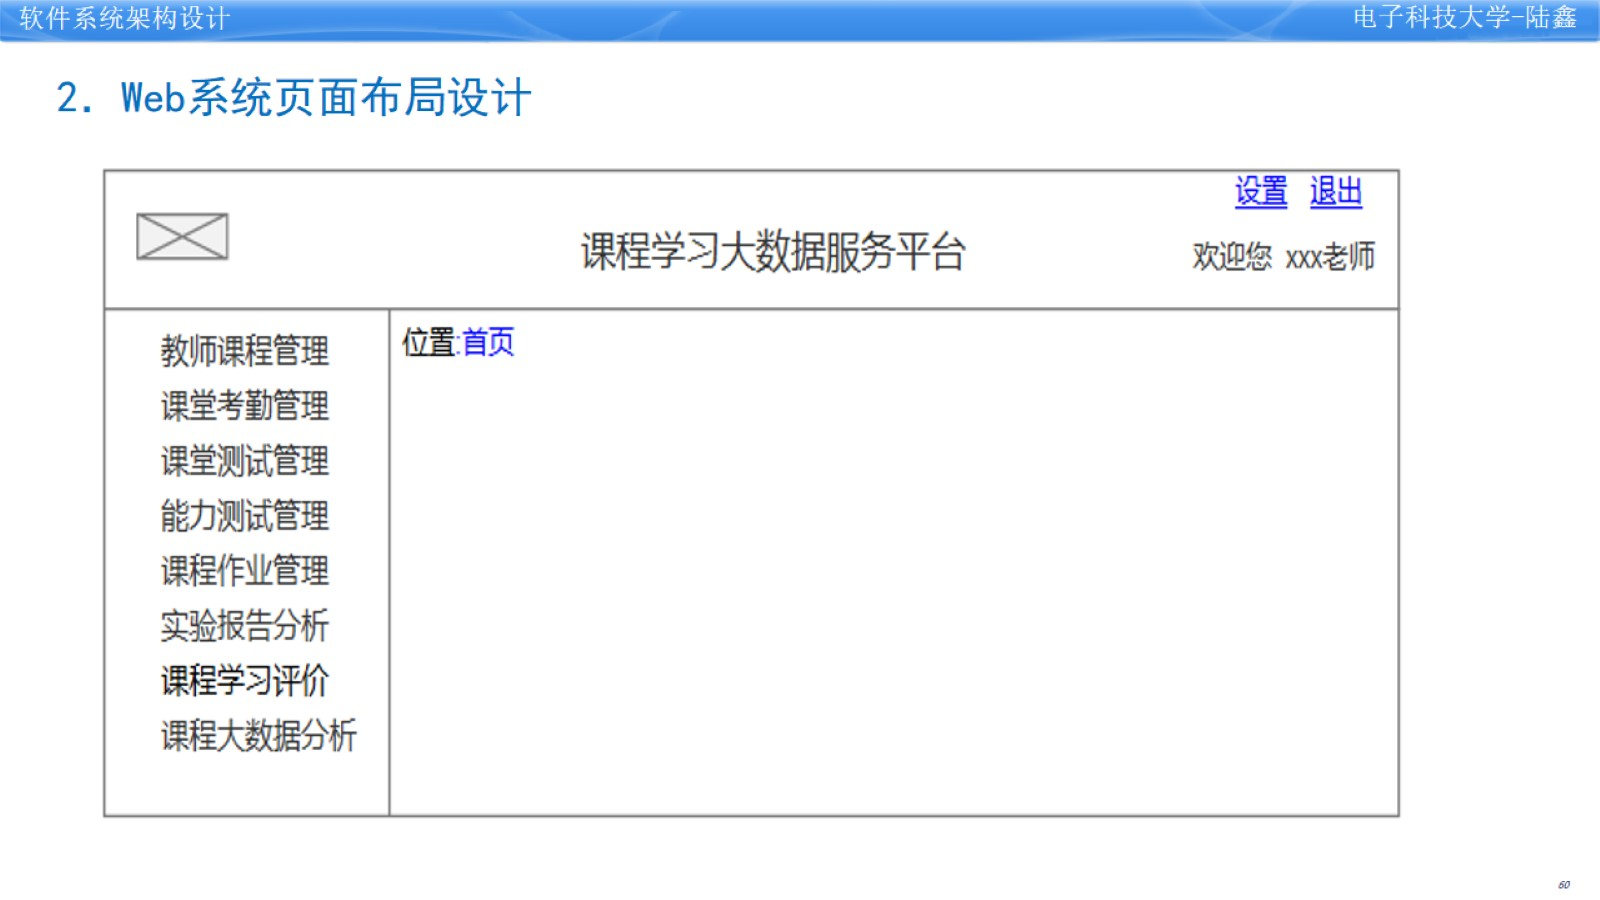 软件系统架构设计
电子科技大学-陆鑫
2. Web系统页面布局设计
设置 退出
课程学习大数据服务平台
欢迎您 xxx老师
位置:首页
教师课程管理
课堂考勤管理
课堂测试管理
能力测试管理
课程作业管理
实验报告分析
课程学习评价
课程大数据分析
60